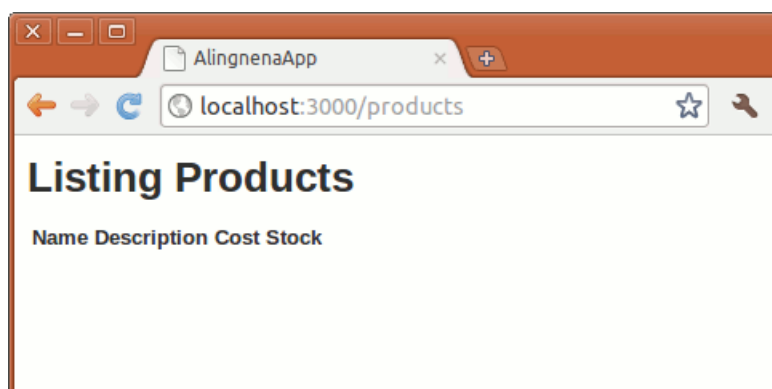 AlingnenaApp
localhost:3000/products
Listing Products
Name Description Cost Stock